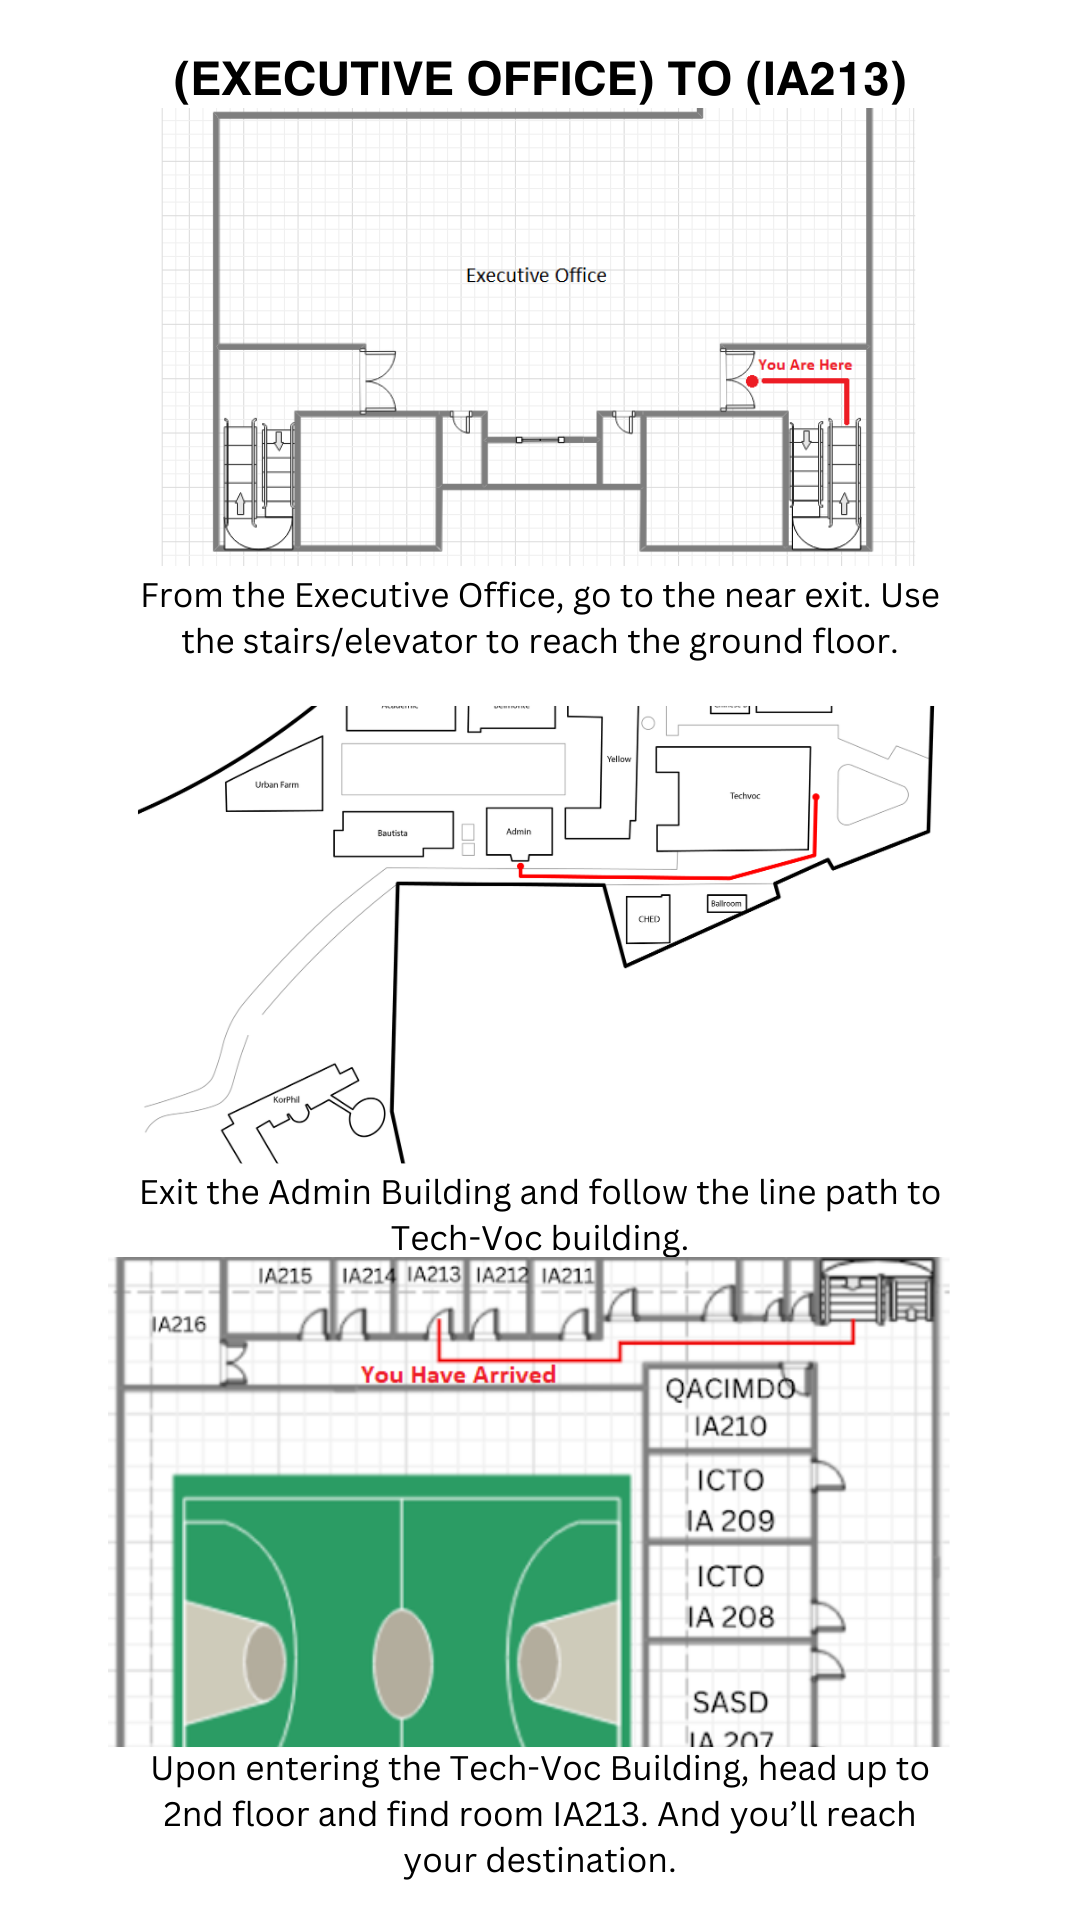 (EXECUTIVE OFFICE) TO (IA213)
Executive Office
You Are Here
From the Executive Office, go to the near exit. Use
the stairs/elevator to reach the ground floor.
Academic
Belmonte
Yellow
Urban Farm
Techvoc
Bautista
Admin
CHED
Ballroom
KorPhil
Exit the Admin Building and follow the line path to
Tech-Voc building.
IA215 IA214 IA213 IA212 IA211
IA216
You Have Arrived
QACIMDO
IA210
ICTO
IA 209
ICTO
IA 208
SASD
IA 207
Upon entering the Tech-Voc Building, head up to
2nd floor and find room IA213. And you’ll reach
your destination.